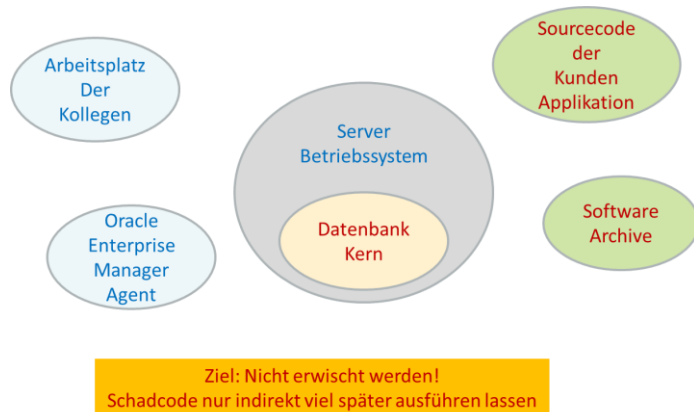 Arbeitsplatz
Der
Kollegen
Sourcecode
der
Kunden
Applikation
Server
Betriebssystem
Oracle
Enterprise
Manager
Agent
Datenbank
Kern
Software
Archive
Ziel: Nicht erwischt werden!
Schadcode nur indirekt viel später ausführen lassen